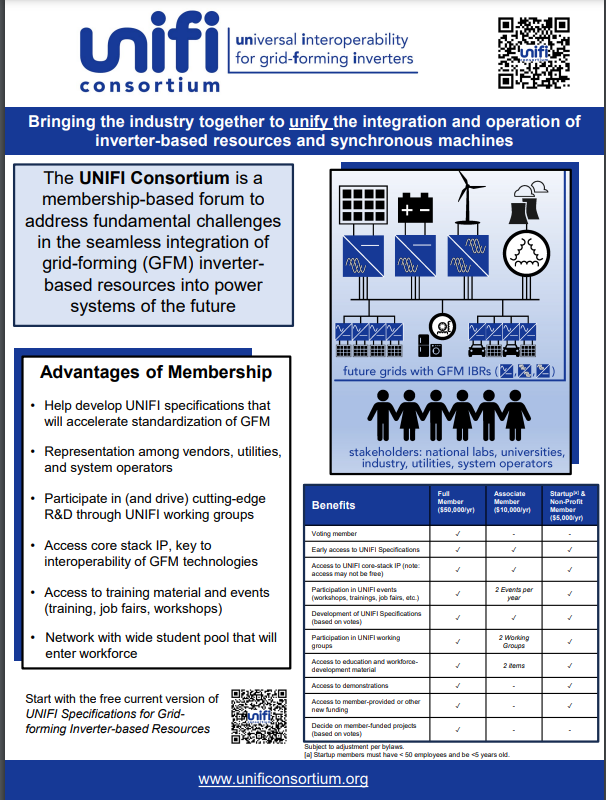 unifi
consortium
universal interoperability
for grid-forming inverters
unifi
Bringing the industry together to unify the integration and operation of
inverter-based resources and synchronous machines
The UNIFI Consortium is a
membership-based forum to
address fundamental challenges
in the seamless integration of
grid-forming (GFM) inverter-
based resources into power
systems of the future
future grids with GFM IBRs ( , , )
stakeholders: national labs, universities,
industry, utilities, system operators
Advantages of Membership
• Help develop UNIFI specifications that
will accelerate standardization of GFM
• Representation among vendors, utilities,
and system operators
• Participate in (and drive) cutting-edge
R&D through UNIFI working groups
• Access core stack IP, key to
interoperability of GFM technologies
• Access to training material and events
(training, job fairs, workshops)
• Network with wide student pool that will
enter workforce
Start with the free current version of
UNIFI Specifications for Grid-
forming Inverter-based Resources
unifi
Benefits
Full
Member
($50,000/yr)
Associate
Member
($10,000/yr)
Startup[a] &
Non-Profit
Member
($5,000/yr)
Voting member ✓ - -
Early access to UNIFI Specifications ✓ ✓ ✓
Access to UNIFI core-stack IP (note:
access may not be free) ✓ ✓ ✓
Participation in UNIFI events
(workshops, trainings, job fairs, etc.) ✓ 2 Events per
year ✓
Development of UNIFI Specifications
(based on votes) ✓ ✓ ✓
Participation in UNIFI working
groups ✓ 2 Working
Groups ✓
Access to education and workforce-
development material ✓ 2 items ✓
Access to demonstrations ✓ - ✓
Access to member-provided or other
new funding ✓ - ✓
Decide on member-funded projects
(based on votes) ✓ - -
Subject to adjustment per bylaws.
[a] Startup members must have < 50 employees and be <5 years old.
www.unificonsortium.org